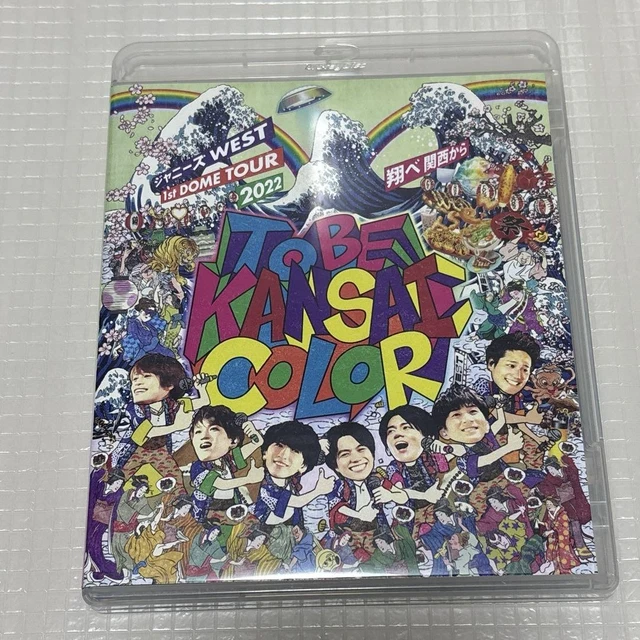 ジャニーズWEST
1st DOME TOUR
2022
翔べ関西から
TO BE
KANSAI
COLOR